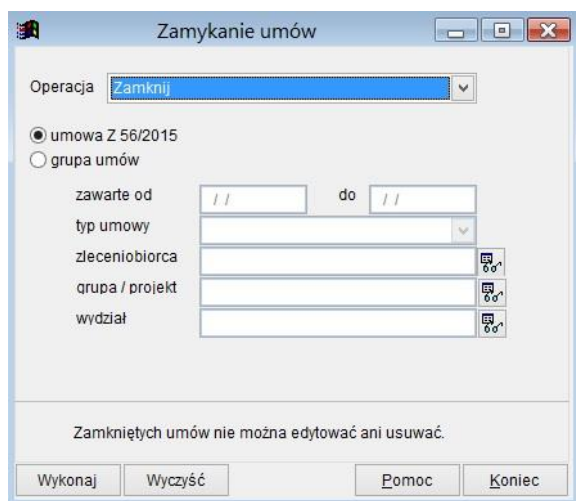 Zamykanie umów
Operacja Zamknij
umowa Z 56/2015
grupa umów
zawarte od / / do / /
typ umowy
zleceniobiorca
grupa / projekt
wydział
Zamkniętych umów nie można edytować ani usuwać.
Wykonaj Wyczyść Pomoc Koniec